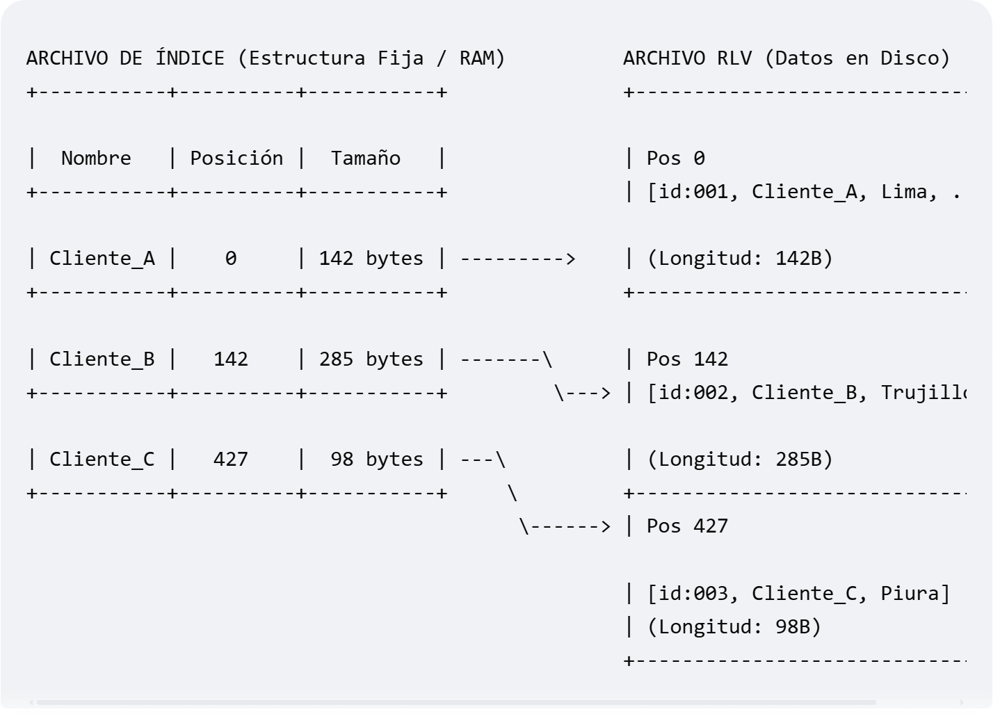 ARCHIVO DE ÍNDICE (Estructura Fija / RAM)          ARCHIVO RLV (Datos en Disco)
+-----------+----------+-----------+               +----------------------------
|  Nombre   | Posición |  Tamaño   |               | Pos 0
+-----------+----------+-----------+               | [id:001, Cliente_A, Lima, .
| Cliente_A |    0     | 142 bytes | --------->    | (Longitud: 142B)
+-----------+----------+-----------+               +----------------------------
| Cliente_B |   142    | 285 bytes | -------\      | Pos 142
+-----------+----------+-----------+         \---> | [id:002, Cliente_B, Trujillo
| Cliente_C |   427    |  98 bytes | ---\          | (Longitud: 285B)
+-----------+----------+-----------+     \         +----------------------------
                                          \------> | Pos 427
                                                   | [id:003, Cliente_C, Piura]
                                                   | (Longitud: 98B)
                                                   +----------------------------